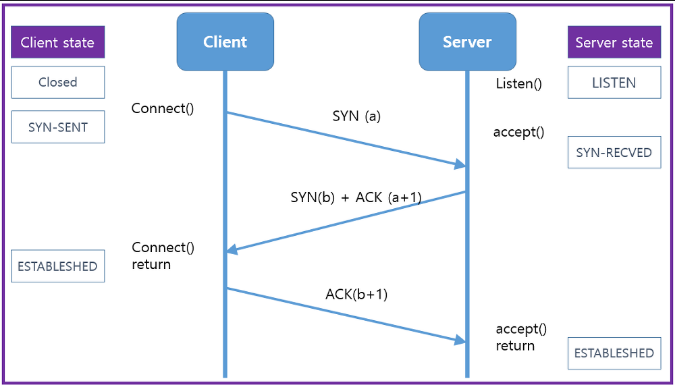 Client state
Client
Server
Server state
Closed
Listen()
LISTEN
Connect()
SYN (a)
SYN-SENT
accept()
SYN-RECVED
SYN(b) + ACK (a+1)
Connect()
return
ESTABLESHED
ACK(b+1)
accept()
return
ESTABLESHED